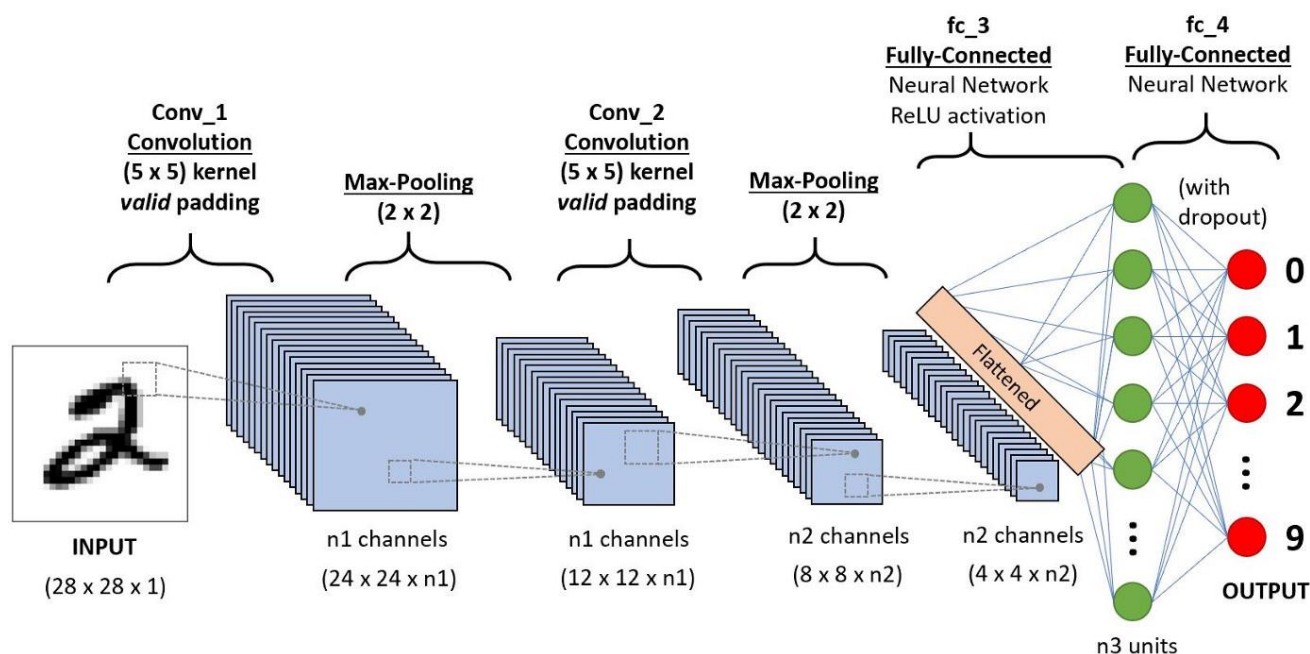 Conv_1
Convolution
(5 x 5) kernel
valid padding
Max-Pooling
(2 x 2)
Conv_2
Convolution
(5 x 5) kernel
valid padding
Max-Pooling
(2 x 2)
fc_3
Fully-Connected
Neural Network
ReLU activation
fc_4
Fully-Connected
Neural Network
(with
dropout)
2
Flattened
0
1
2
9
INPUT
(28 x 28 x 1)
n1 channels
(24 x 24 x n1)
n1 channels
(12 x 12 x n1)
n2 channels
(8 x 8 x n2)
n2 channels
(4 x 4 x n2)
n3 units
OUTPUT